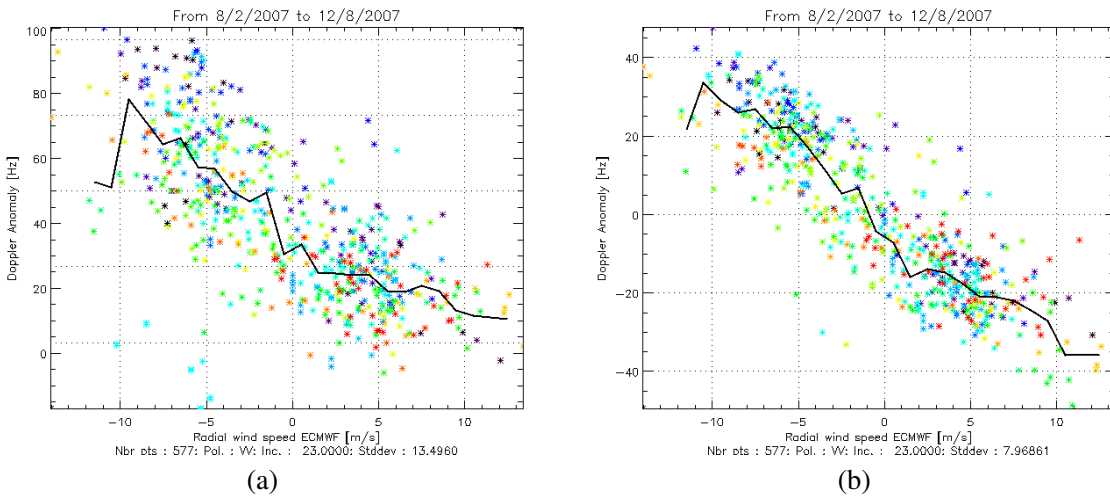 From 8/2/2007 to 12/8/2007
100
80
60
40
20
0
Doppler Anomaly [Hz]
-10
-5
0
5
10
Radial wind speed ECMWF [m/s]
Nbr pts : 577; Pol. : VV; Inc. : 23.0000; Stddev : 13.4960
(a)
From 8/2/2007 to 12/8/2007
40
20
0
-20
-40
Doppler Anomaly [Hz]
-10
-5
0
5
10
Radial wind speed ECMWF [m/s]
Nbr pts : 577; Pol. : VV; Inc. : 23.0000; Stddev : 7.96861
(b)